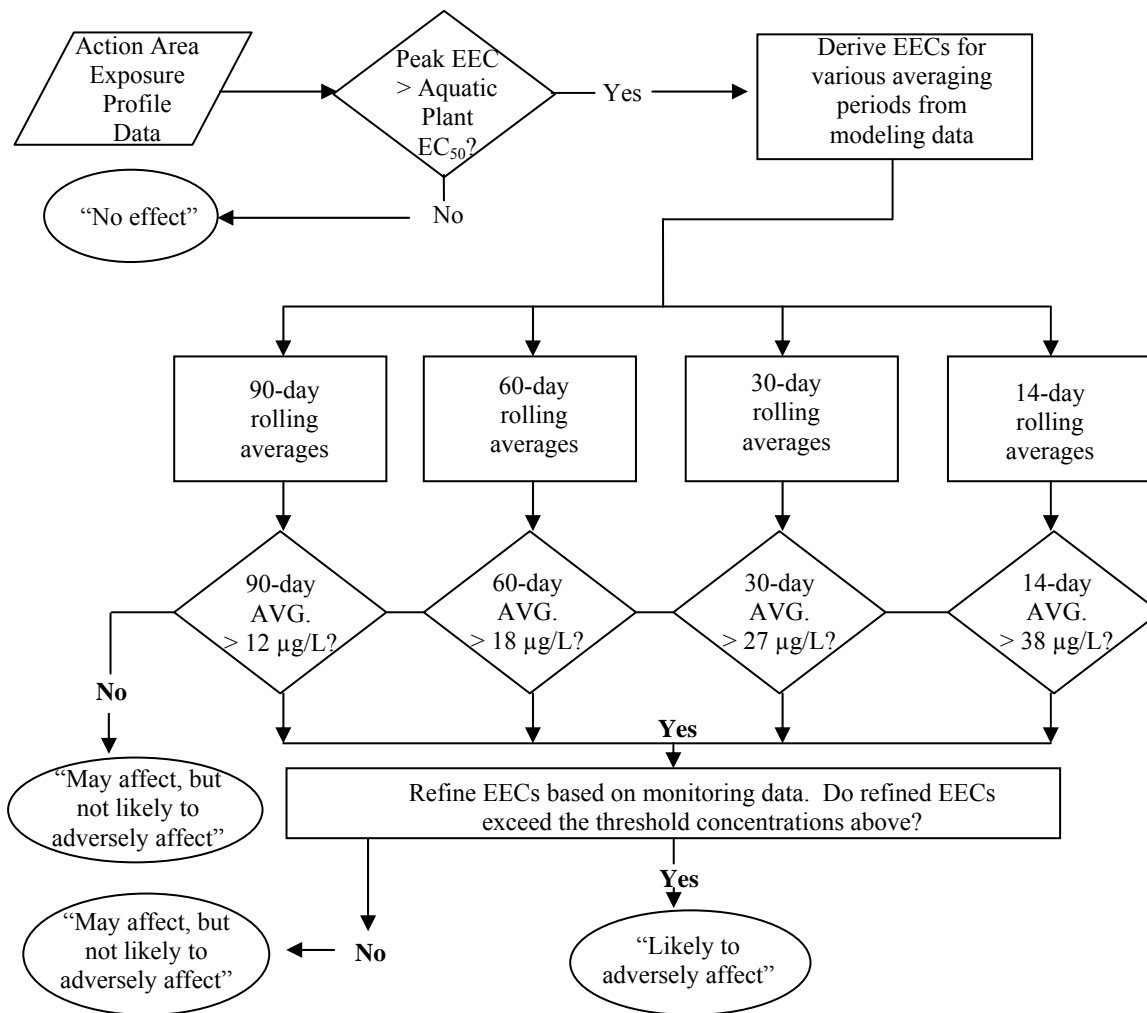 Action Area
Exposure
Profile
Data
Peak EEC
> Aquatic
Plant
EC₅₀?
Yes
Derive EECs for
various averaging
periods from
modeling data
No
“No effect”
90-day
rolling
averages
60-day
rolling
averages
30-day
rolling
averages
14-day
rolling
averages
90-day
AVG.
> 12 µg/L?
60-day
AVG.
> 18 µg/L?
30-day
AVG.
> 27 µg/L?
14-day
AVG.
> 38 µg/L?
No
Yes
“May affect, but
not likely to
adversely affect”
Refine EECs based on monitoring data. Do refined EECs
exceed the threshold concentrations above?
Yes
No
“May affect, but
not likely to
adversely affect”
“Likely to
adversely affect”